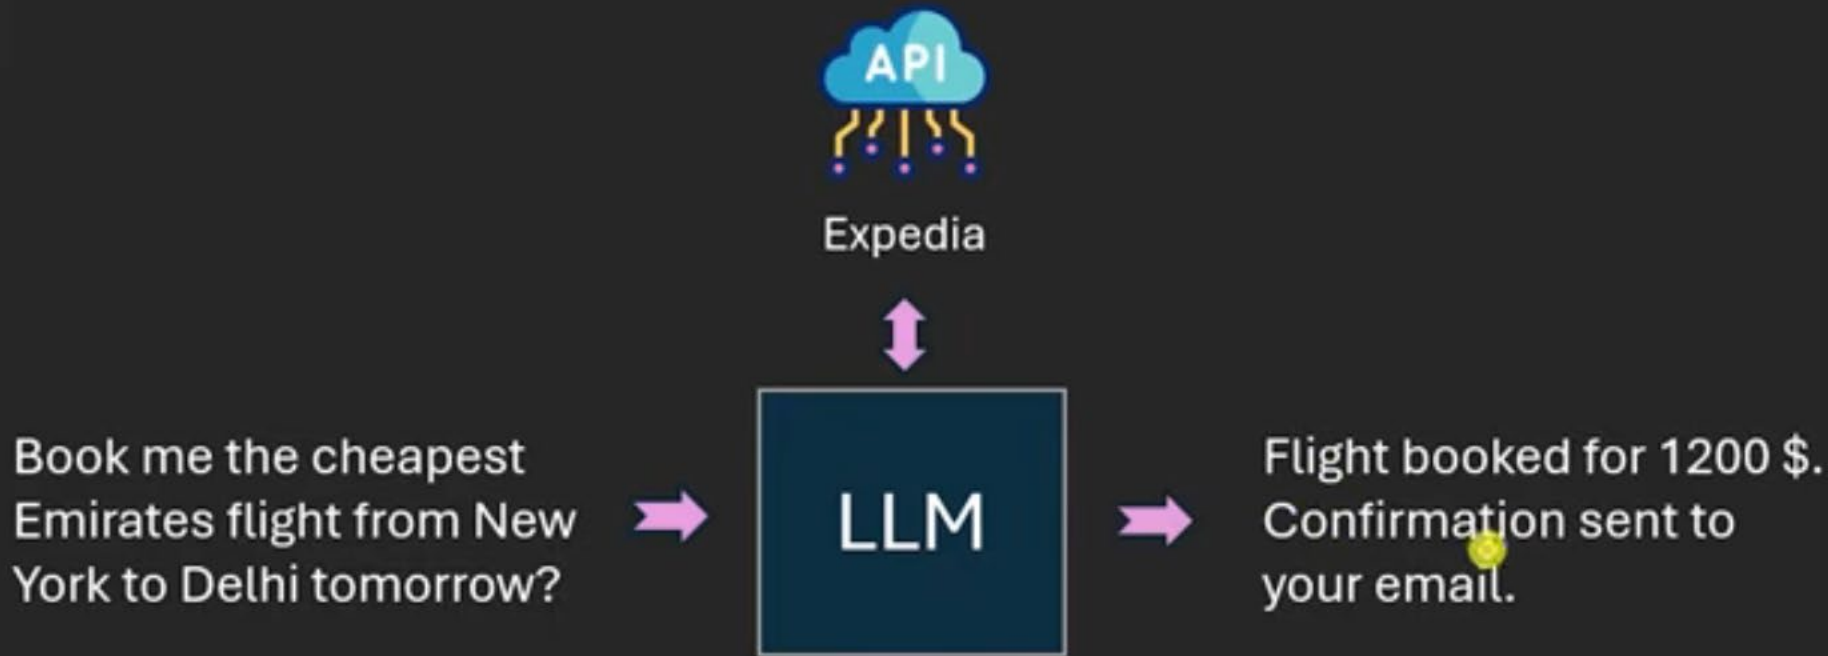 API
Expedia
Book me the cheapest
Emirates flight from New
York to Delhi tomorrow?
LLM
Flight booked for 1200 $.
Confirmation sent to
your email.